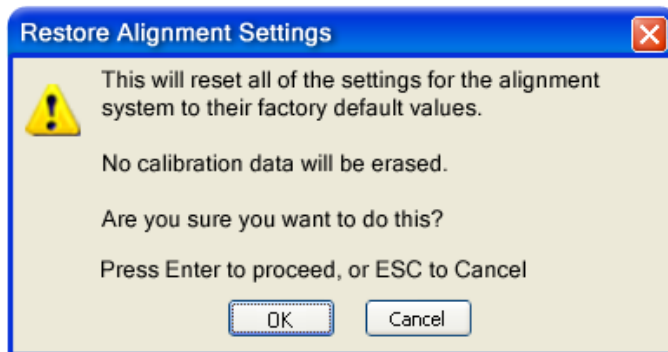 Restore Alignment Settings
This will reset all of the settings for the alignment
system to their factory default values.
No calibration data will be erased.
Are you sure you want to do this?
Press Enter to proceed, or ESC to Cancel
OK
Cancel